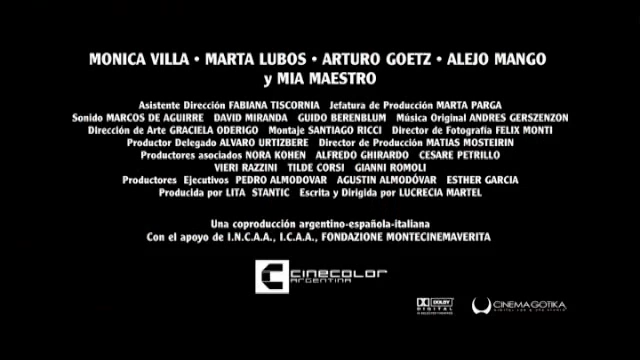 MONICA VILLA • MARTA LUBOS • ARTURO GOETZ • ALEJO MANGO
y MIA MAESTRO
Asistente Dirección FABIANA TISCORNIA Jefatura de Producción MARTA PARGA
Sonido MARCOS DE AGUIRRE DAVID MIRANDA GUIDO BERENBLUM Música Original ANDRES GERSZENZON
Dirección de Arte GRACIELA ODERIGO Montaje SANTIAGO RICCI Director de Fotografía FELIX MONTI
Productor Delegado ALVARO URTIZBERE Director de Producción MATIAS MOSTEIRIN
Productores asociados NORA KOHEN ALFREDO GHIRARDO CESARE PETRILLO
VIERI RAZZINI TILDE CORSI GIANNI ROMOLI
Productores Ejecutivos PEDRO ALMODOVAR AGUSTIN ALMODÓVAR ESTHER GARCIA
Producida por LITA STANTIC Escrita y Dirigida por LUCRECIA MARTEL
Una coproducción argentino-española-italiana
Con el apoyo de I.N.C.A.A., I.C.A.A., FONDAZIONE MONTECINEMAVERITA
CINECOLOR
ARGENTINA
DOLBY
DIGITAL
CINEMAGOTIKA